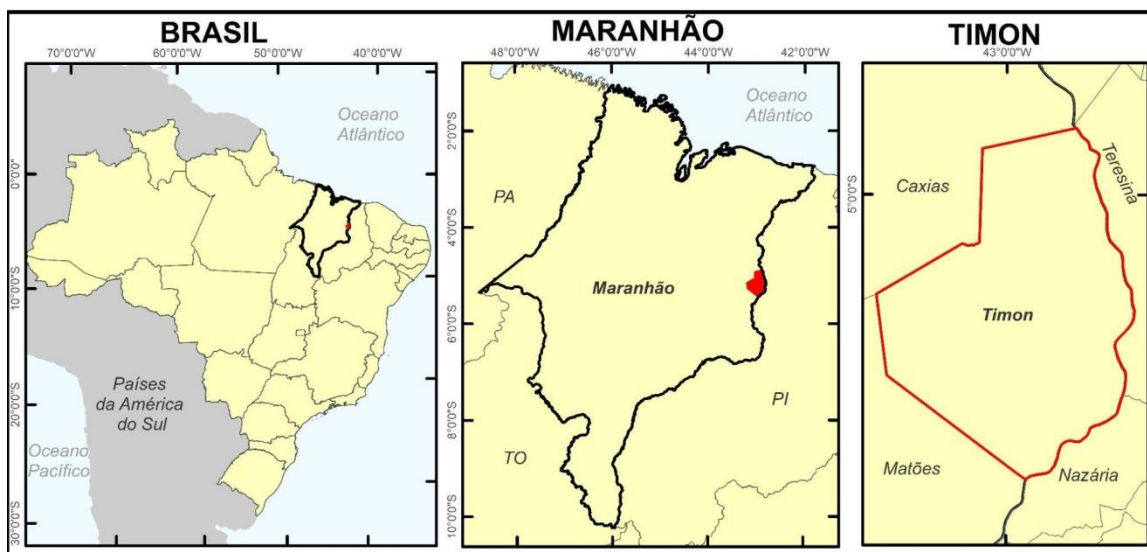 BRASIL
70°0'0"W
60°0'0"W
50°0'0"W
40°0'0"W
0°0'0"
10°0'0"S
20°0'0"S
30°0'0"S
Oceano
Atlântico
Países
da América
do Sul
Oceano
Pacífico
MARANHÃO
48°0'0"W
46°0'0"W
44°0'0"W
42°0'0"W
2°0'0"S
4°0'0"S
6°0'0"S
8°0'0"S
10°0'0"S
Oceano
Atlântico
PA
Maranhão
PI
TO
TIMON
43°0'0"W
5°0'0"S
Caxias
Teresina
Timon
Matões
Nazária